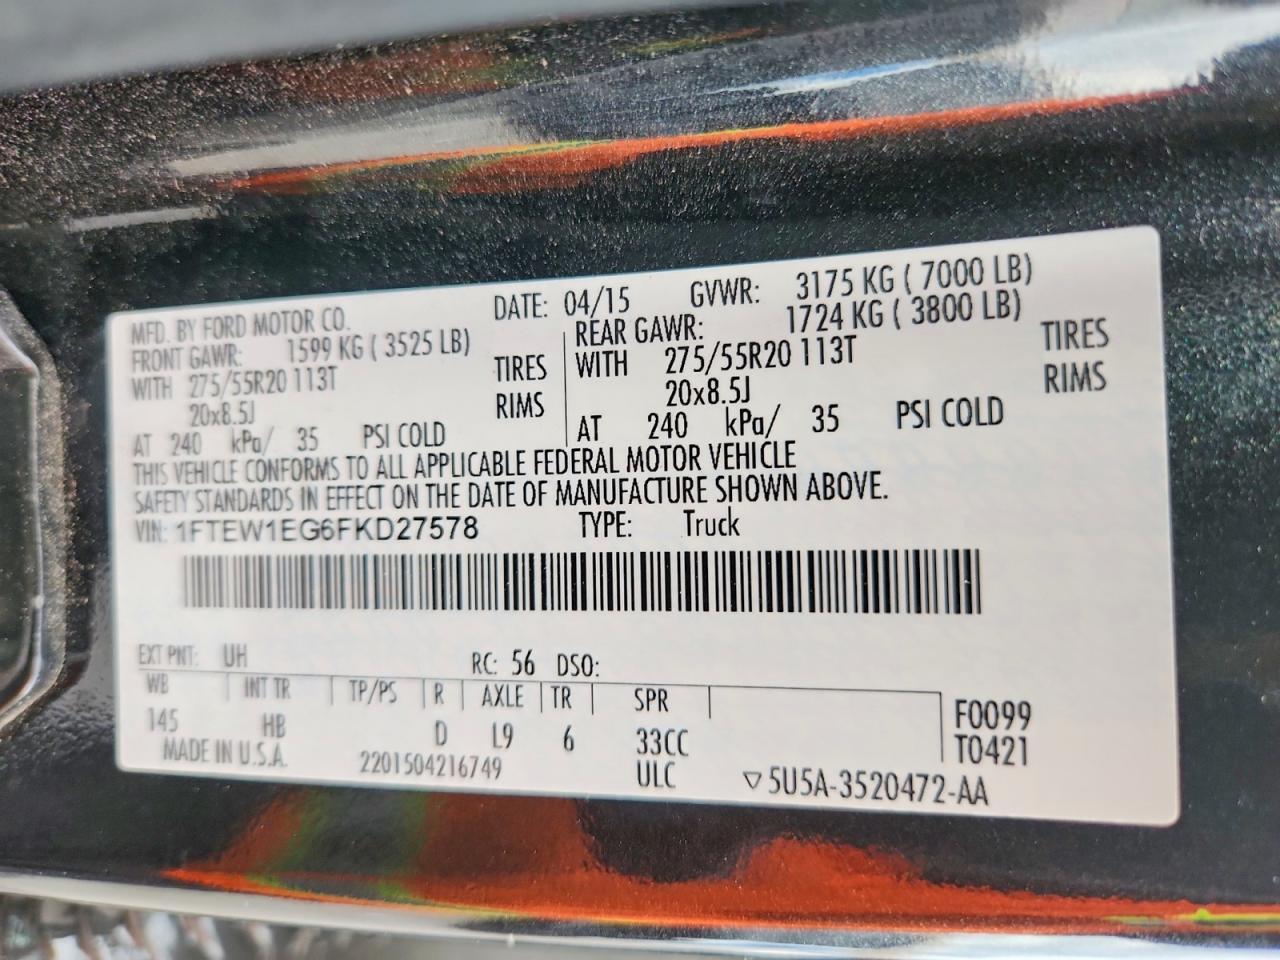 MFD. BY FORD MOTOR CO. DATE: 04/15 GVWR: 3175 KG ( 7000 LB)
FRONT GAWR: 1599 KG ( 3525 LB) REAR GAWR: 1724 KG ( 3800 LB)
WITH 275/55R20 113T TIRES WITH 275/55R20 113T TIRES
20x8.5J RIMS 20x8.5J RIMS
AT 240 kPa/ 35 PSI COLD AT 240 kPa/ 35 PSI COLD
THIS VEHICLE CONFORMS TO ALL APPLICABLE FEDERAL MOTOR VEHICLE
SAFETY STANDARDS IN EFFECT ON THE DATE OF MANUFACTURE SHOWN ABOVE.
VIN: 1FTEW1EG6FKD27578 TYPE: Truck
EXT PNT: UH RC: 56 DSO:
WB INT TR TP/PS R AXLE TR SPR F0099
145 HB D L9 6 33CC T0421
MADE IN U.S.A. 2201504216749 ULC ▽5U5A-3520472-AA